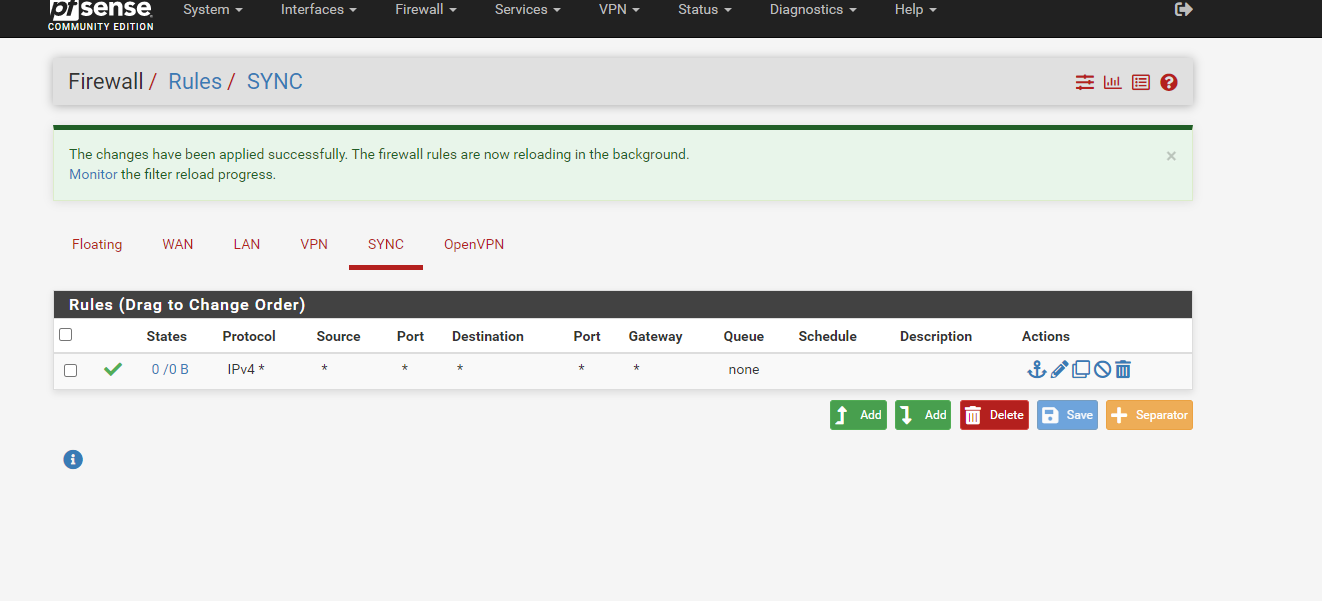 pfsense
COMMUNITY EDITION
System Interfaces Firewall Services VPN Status Diagnostics Help
Firewall / Rules / SYNC
The changes have been applied successfully. The firewall rules are now reloading in the background.
Monitor the filter reload progress.
Floating WAN LAN VPN SYNC OpenVPN
Rules (Drag to Change Order)
States Protocol Source Port Destination Port Gateway Queue Schedule Description Actions
0 /0 B IPv4 * * * * * * none
Add Add Delete Save Separator